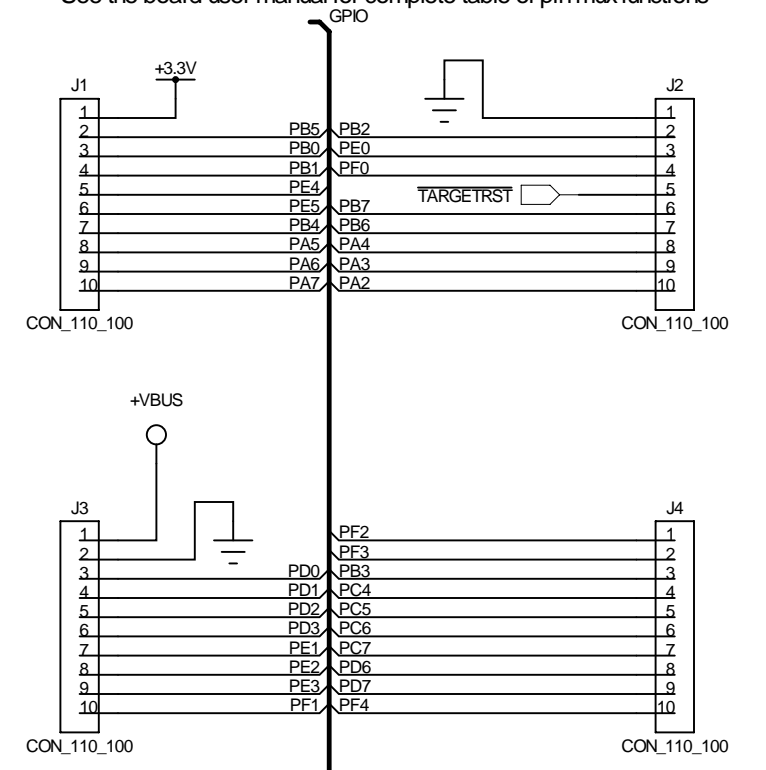 See the board user manual for complete table of pin mux functions
GPIO
+3.3V
J1
1
2 PB5
3 PB0
4 PB1
5 PE4
6 PE5
7 PB4
8 PA5
9 PA6
10 PA7
CON_110_100
J2
1
PB2 2
PE0 3
PF0 4
TARGETRST 5
PB7 6
PB6 7
PA4 8
PA3 9
PA2 10
CON_110_100
+VBUS
J3
1
2
3 PD0
4 PD1
5 PD2
6 PD3
7 PE1
8 PE2
9 PE3
10 PF1
CON_110_100
J4
PF2 1
PF3 2
PB3 3
PC4 4
PC5 5
PC6 6
PC7 7
PD6 8
PD7 9
PF4 10
CON_110_100